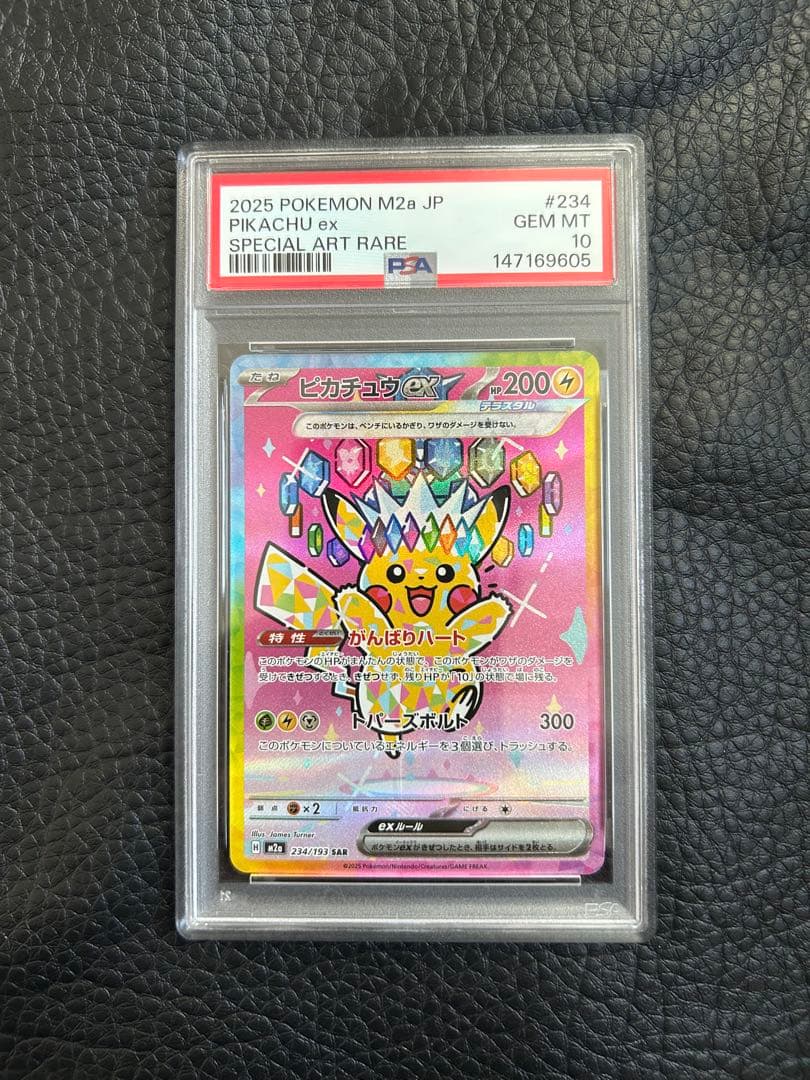 2025 POKEMON M2a JP #234
PIKACHU ex GEM MT
SPECIAL ART RARE 10
PSA 147169605
たね ピカチュウex HP200
テラスタル
このポケモンは、ベンチにいるかぎり、ワザのダメージを受けない。
特性 がんばりハート
このポケモンのHPがまんたんの状態で、このポケモンがワザのダメージを
受けてきぜつするとき、きぜつせず、残りHPが「10」の状態で場に残る。
トパーズボルト 300
このポケモンについているエネルギーを3個選び、トラッシュする。
弱点 ×2 抵抗力 にげる
exルール
ポケモンexがきぜつしたとき、相手はサイドを2枚とる。
Illus. James Turner
H M2a 234/193 SAR
©2025 Pokémon/Nintendo/Creatures/GAME FREAK
PSA